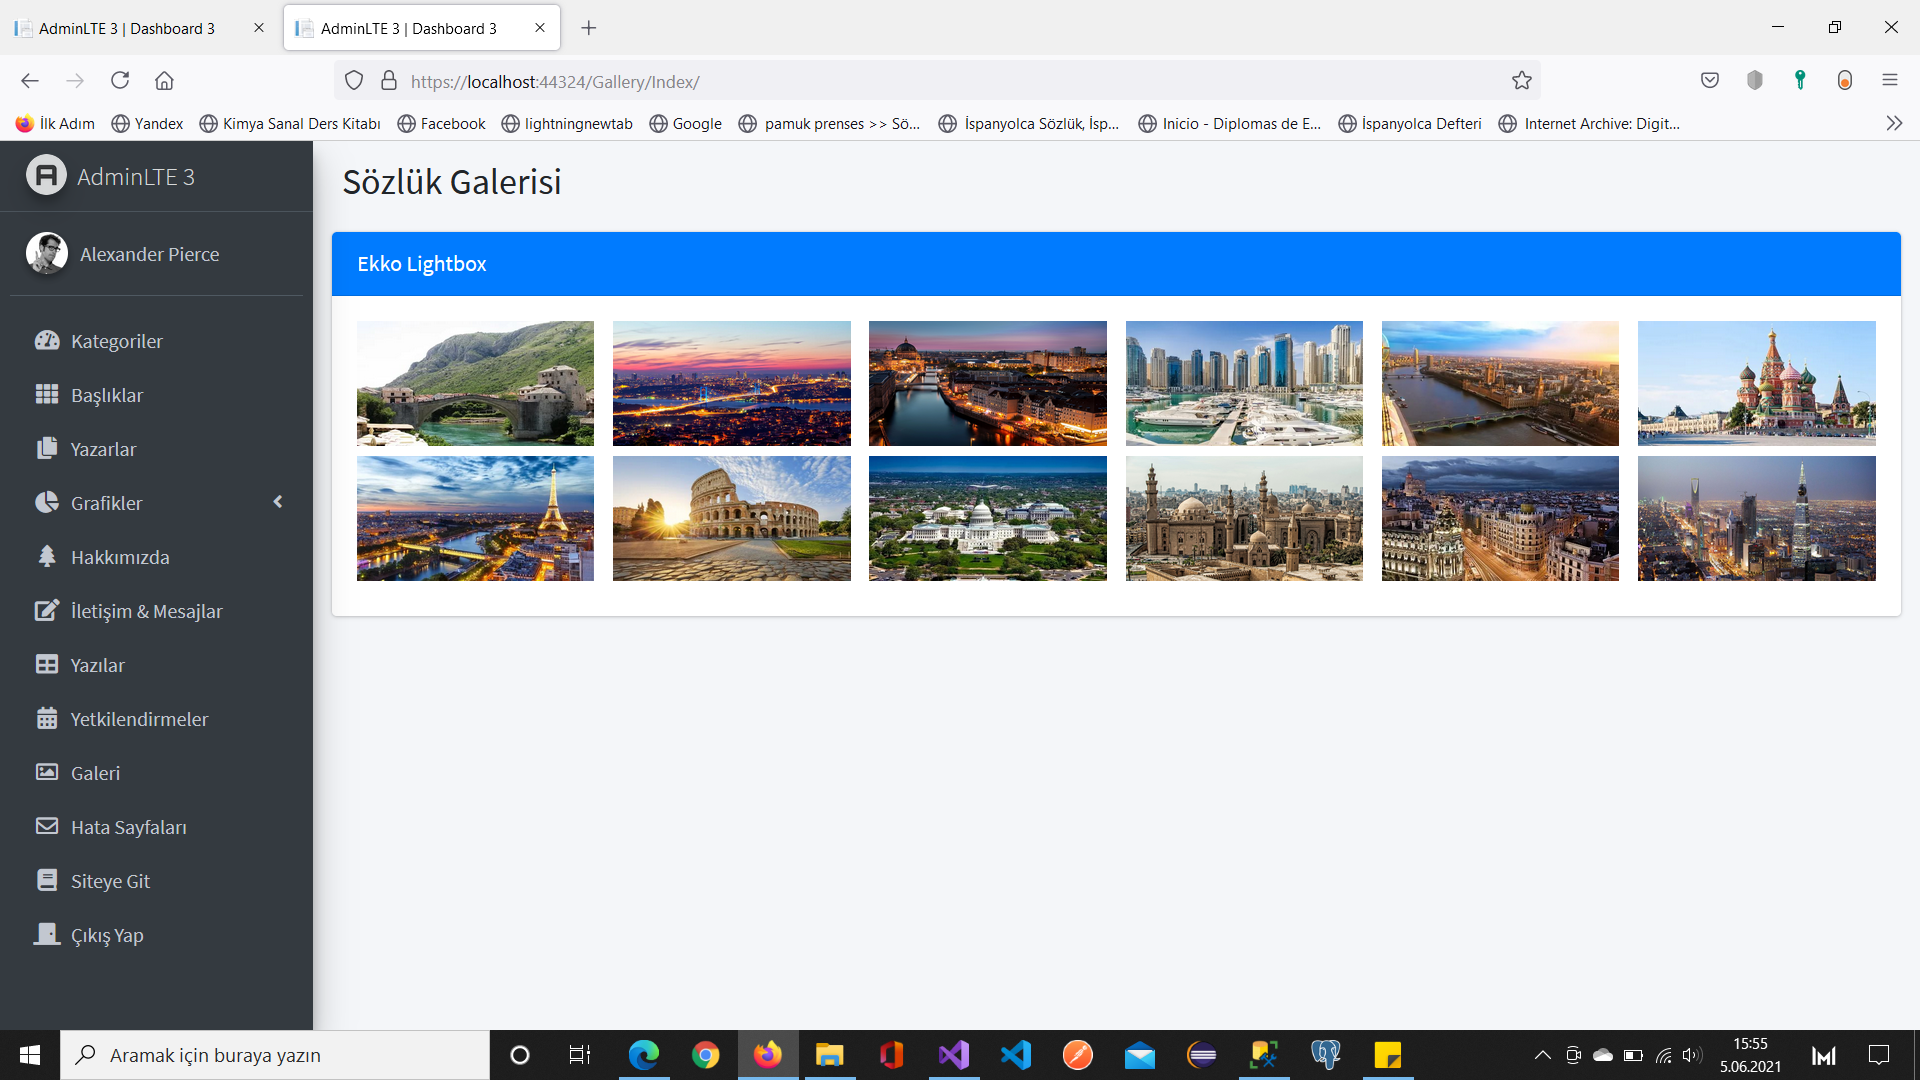 AdminLTE 3 | Dashboard 3
AdminLTE 3 | Dashboard 3
https://localhost:44324/Gallery/Index/
İlk Adım
Yandex
Kimya Sanal Ders Kitabı
Facebook
lightningnewtab
Google
pamuk prenses >> Sö...
İspanyolca Sözlük, İsp...
Inicio - Diplomas de E...
İspanyolca Defteri
Internet Archive: Digit...
AdminLTE 3
Alexander Pierce
Kategoriler
Başlıklar
Yazarlar
Grafikler
Hakkımızda
İletişim & Mesajlar
Yazılar
Yetkilendirmeler
Galeri
Hata Sayfaları
Siteye Git
Çıkış Yap
Sözlük Galerisi
Ekko Lightbox
Aramak için buraya yazın
15:55
5.06.2021